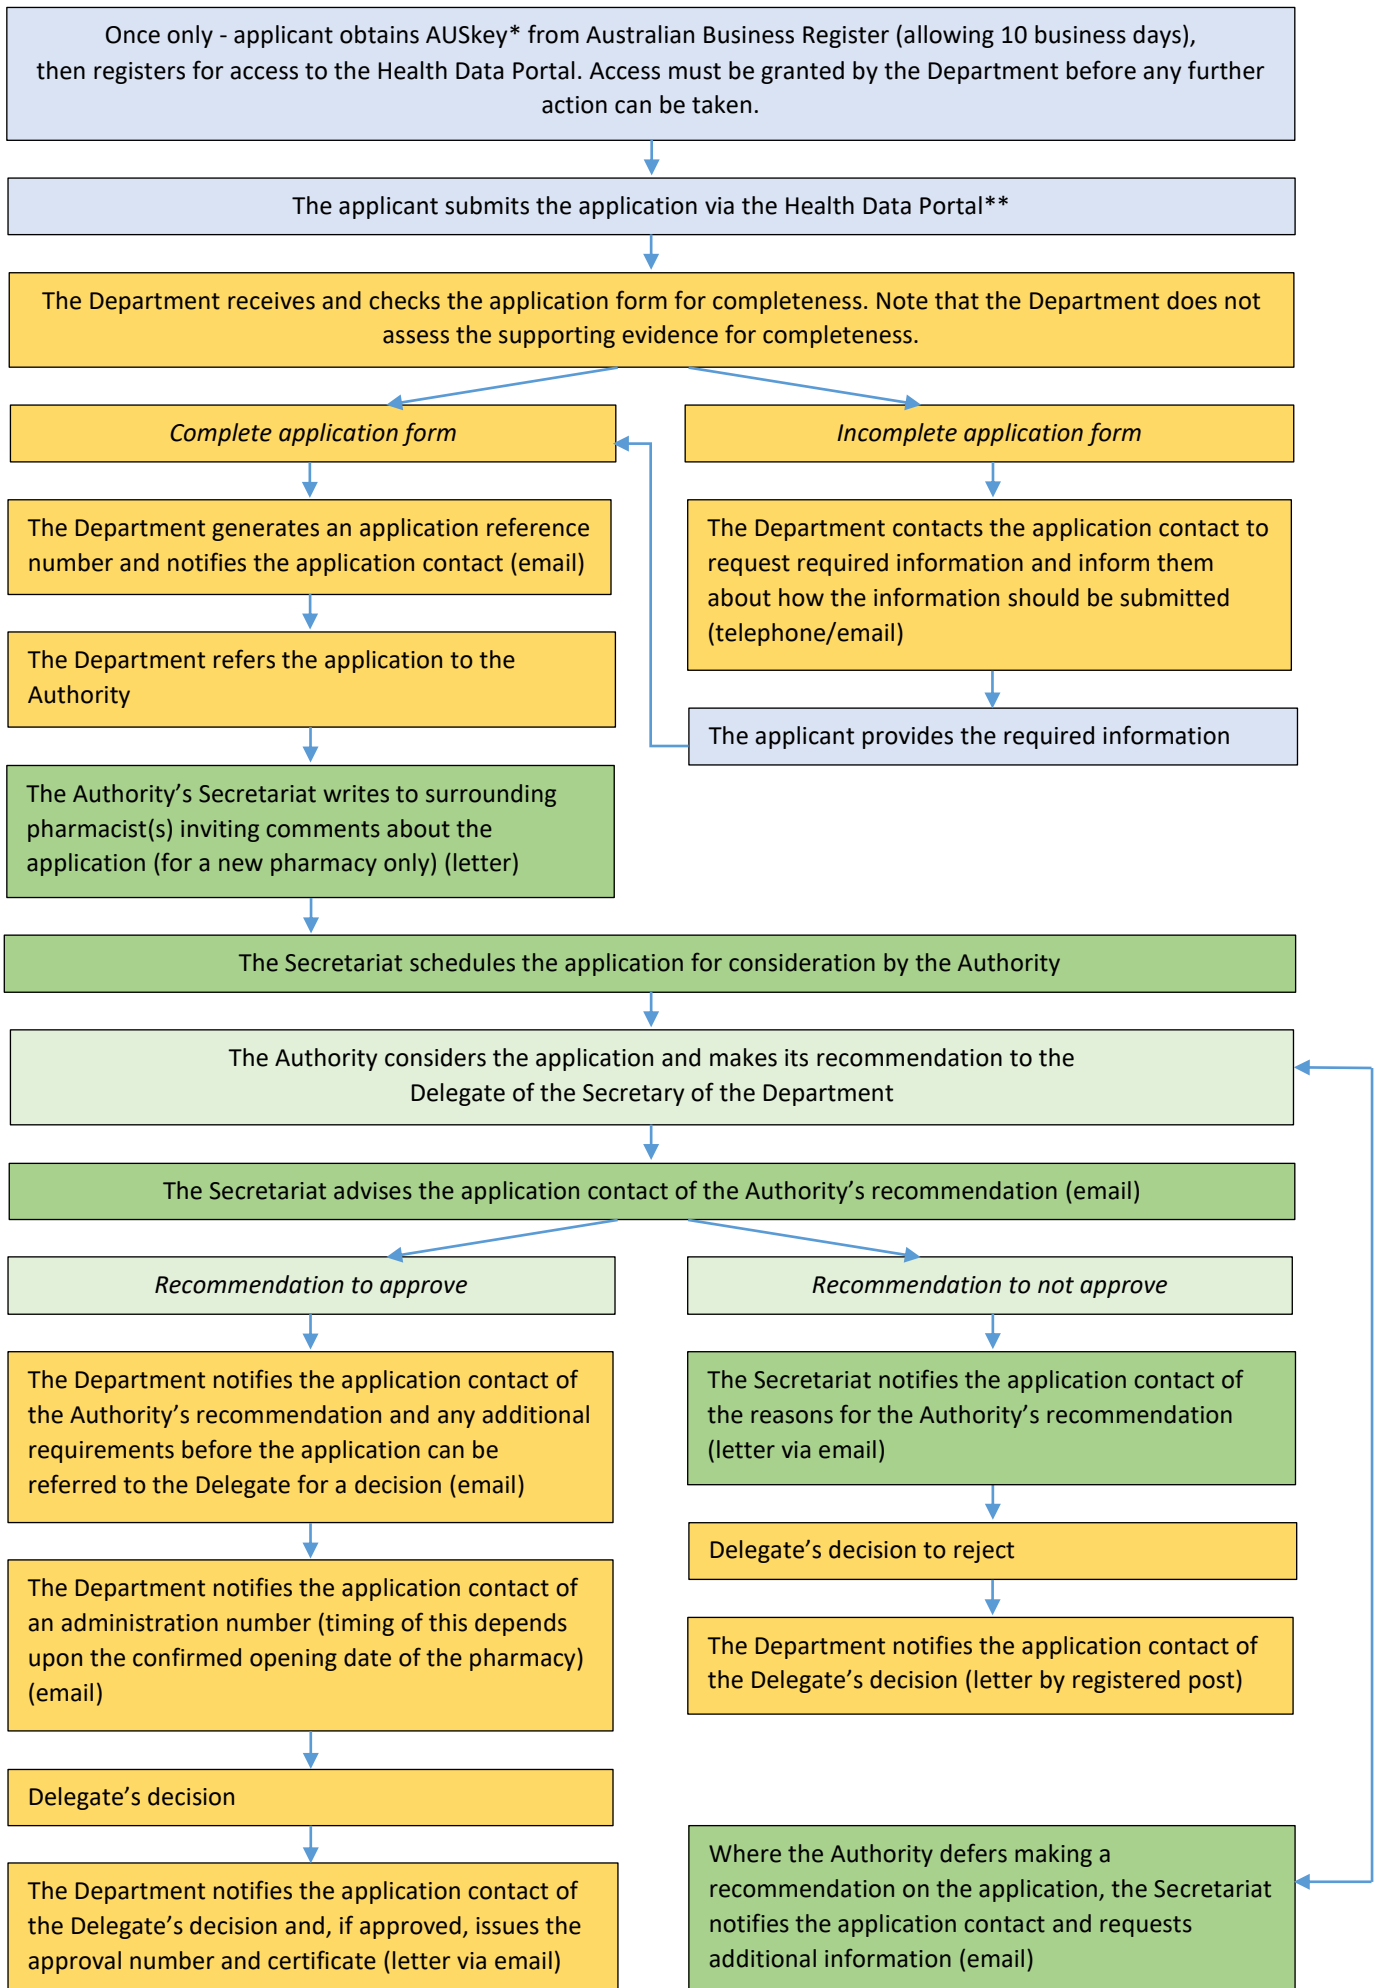 Once only - applicant obtains AUSkey* from Australian Business Register (allowing 10 business days),
then registers for access to the Health Data Portal. Access must be granted by the Department before any further
action can be taken.
The applicant submits the application via the Health Data Portal**
The Department receives and checks the application form for completeness. Note that the Department does not
assess the supporting evidence for completeness.
Complete application form
Incomplete application form
The Department generates an application reference
number and notifies the application contact (email)
The Department contacts the application contact to
request required information and inform them
about how the information should be submitted
(telephone/email)
The Department refers the application to the
Authority
The applicant provides the required information
The Authority’s Secretariat writes to surrounding
pharmacist(s) inviting comments about the
application (for a new pharmacy only) (letter)
The Secretariat schedules the application for consideration by the Authority
The Authority considers the application and makes its recommendation to the
Delegate of the Secretary of the Department
The Secretariat advises the application contact of the Authority’s recommendation (email)
Recommendation to approve
Recommendation to not approve
The Department notifies the application contact of
the Authority’s recommendation and any additional
requirements before the application can be
referred to the Delegate for a decision (email)
The Secretariat notifies the application contact of
the reasons for the Authority’s recommendation
(letter via email)
Delegate’s decision to reject
The Department notifies the application contact of
an administration number (timing of this depends
upon the confirmed opening date of the pharmacy)
(email)
The Department notifies the application contact of
the Delegate’s decision (letter by registered post)
Delegate’s decision
The Department notifies the application contact of
the Delegate’s decision and, if approved, issues the
approval number and certificate (letter via email)
Where the Authority defers making a
recommendation on the application, the Secretariat
notifies the application contact and requests
additional information (email)